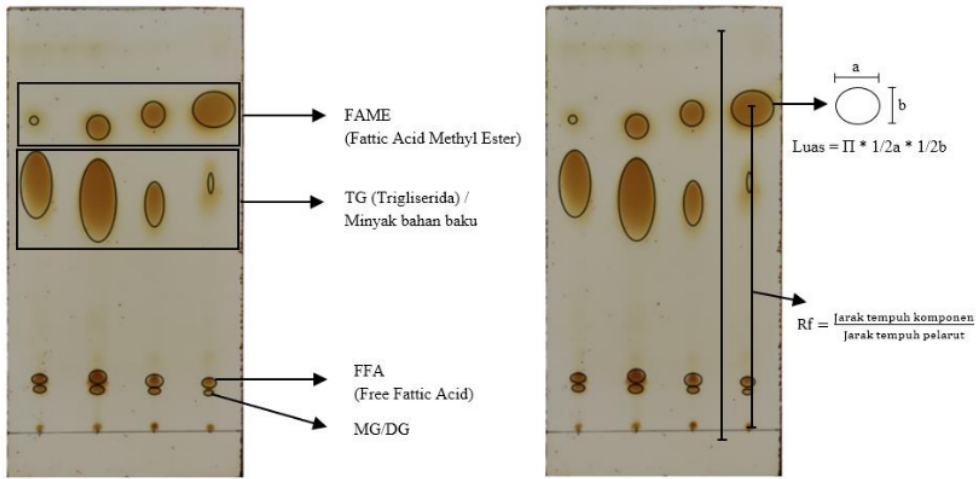 FAME
(Fattic Acid Methyl Ester)
TG (Trigliserida) /
Minyak bahan baku
FFA
(Free Fattic Acid)
MG/DG
a
b
Luas = Π * 1/2a * 1/2b
Rf = Jarak tempuh komponen
Jarak tempuh pelarut